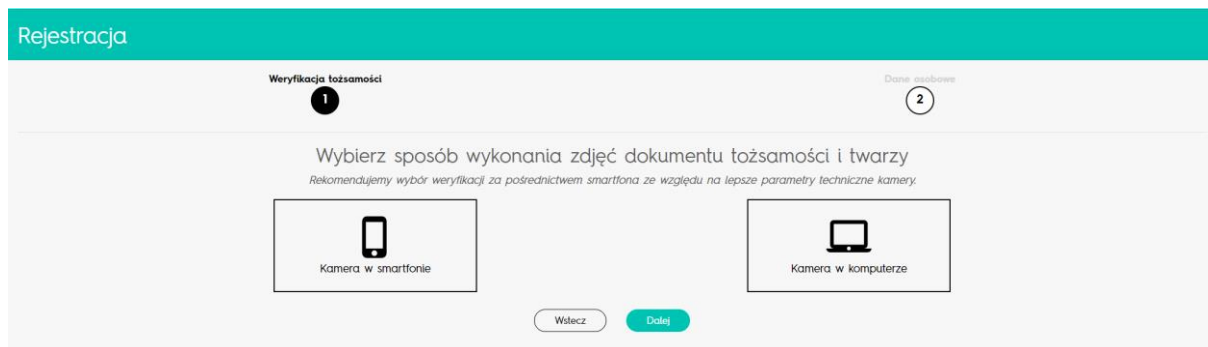 Rejestracja
Weryfikacja tożsamości
Dane osobowe
1
2
Wybierz sposób wykonania zdjęć dokumentu tożsamości i twarzy
Rekomendujemy wybór weryfikacji za pośrednictwem smartfona ze względu na lepsze parametry techniczne kamery.
Kamera w smartfonie
Kamera w komputerze
Wstecz
Dalej